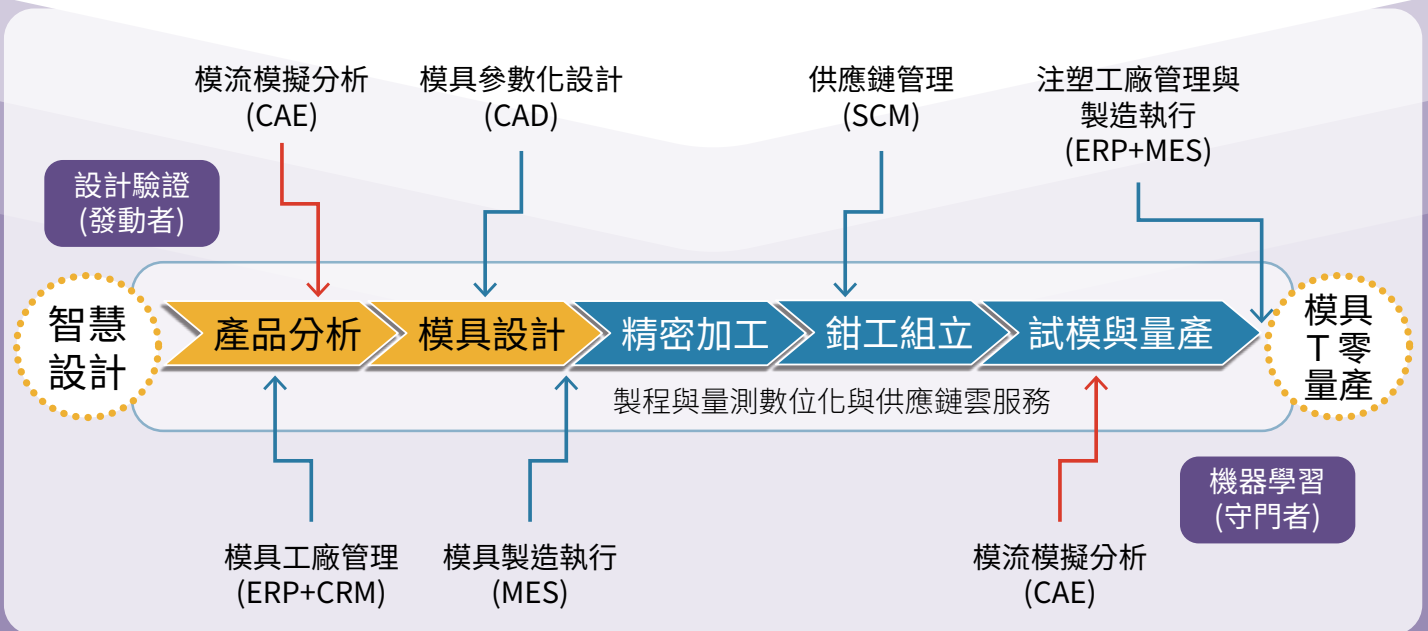 模流模擬分析
(CAE)
模具參數化設計
(CAD)
供應鏈管理
(SCM)
注塑工廠管理與
製造執行
(ERP+MES)
設計驗證
(發動者)
智慧
設計
產品分析
模具設計
精密加工
鉗工組立
試模與量產
模具
T零
量產
製程與量測數位化與供應鏈雲服務
機器學習
(守門者)
模具工廠管理
(ERP+CRM)
模具製造執行
(MES)
模流模擬分析
(CAE)